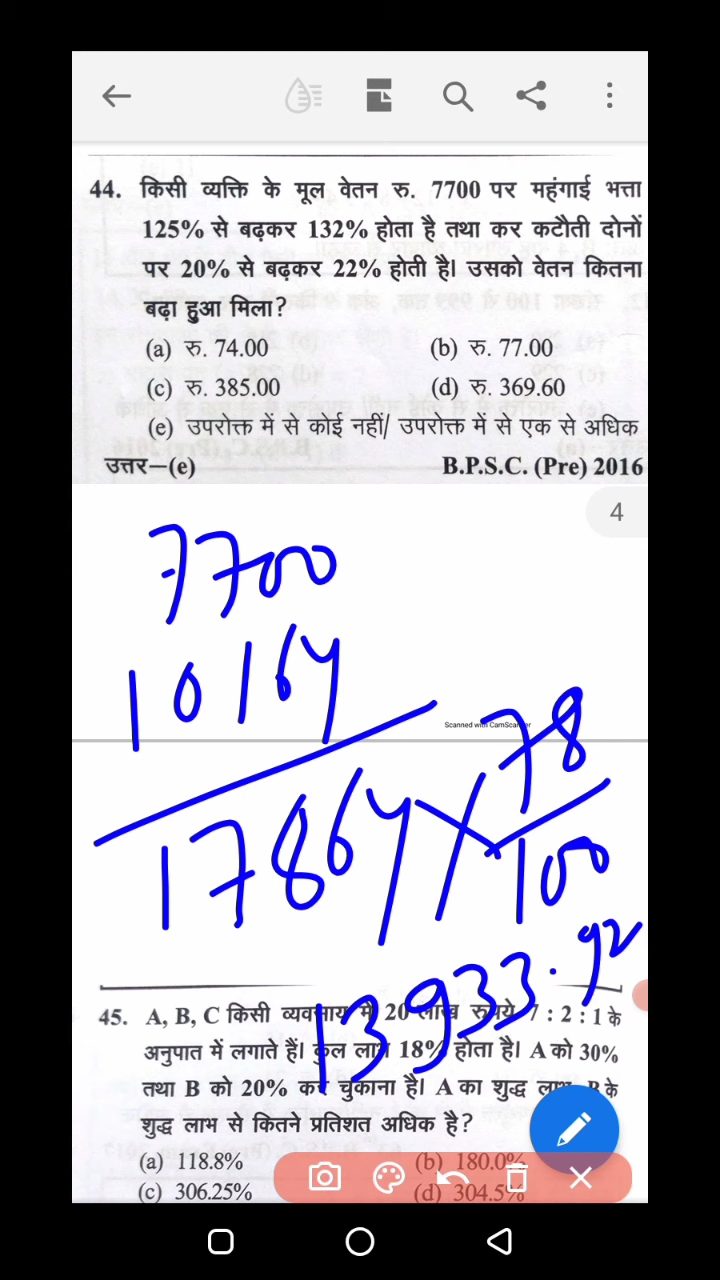 44. किसी व्यक्ति के मूल वेतन रु. 7700 पर महंगाई भत्ता
125% से बढ़कर 132% होता है तथा कर कटौती दोनों
पर 20% से बढ़कर 22% होती है। उसको वेतन कितना
बढ़ा हुआ मिला?
(a) रु. 74.00 (b) रु. 77.00
(c) रु. 385.00 (d) रु. 369.60
(e) उपरोक्त में से कोई नहीं/ उपरोक्त में से एक से अधिक
उत्तर–(e) B.P.S.C. (Pre) 2016
4
7700
10164
Scanned with CamScanner
17864 × 78
100
13933.92
45. A, B, C किसी व्यवसाय में 20 लाख रुपये 7 : 2 : 1 के
अनुपात में लगाते हैं। कुल लाभ 18% होता है। A को 30%
तथा B को 20% कर चुकाना है। A का शुद्ध लाभ B के
शुद्ध लाभ से कितने प्रतिशत अधिक है?
(a) 118.8% (b) 180.0%
(c) 306.25% (d) 304.5%